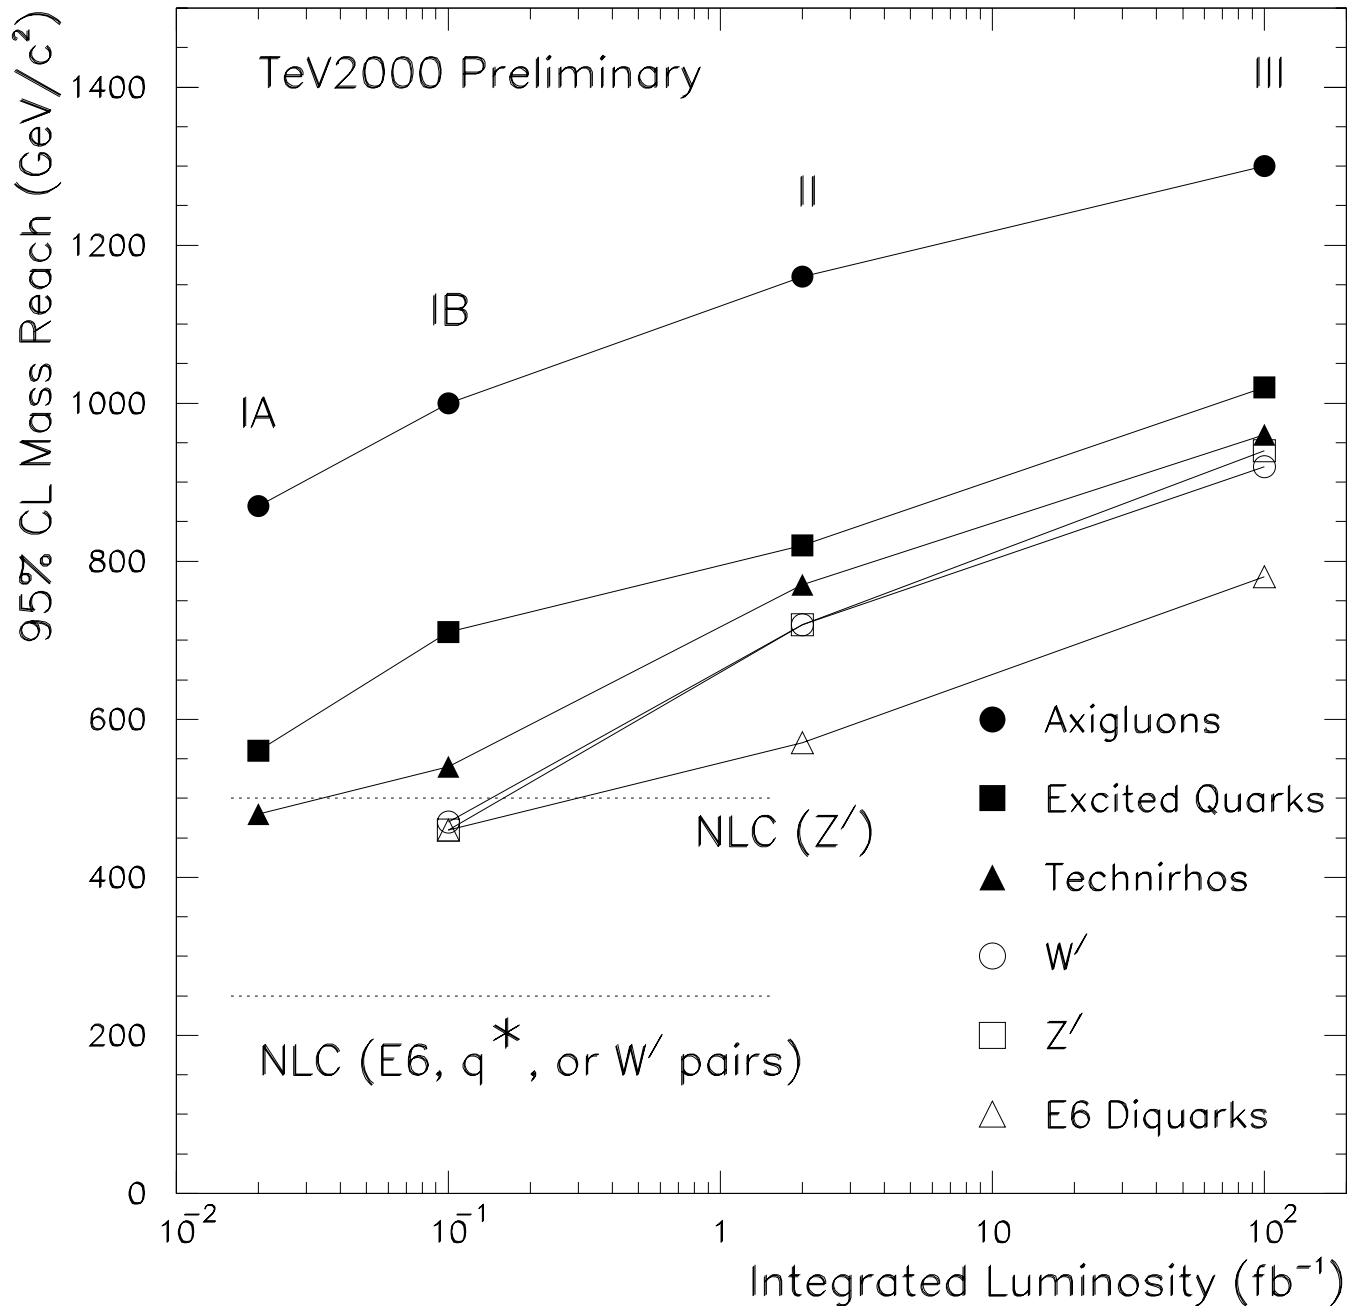 95% CL Mass Reach (GeV/c²)
1400
1200
1000
800
600
400
200
0
TeV2000 Preliminary
III
II
IB
IA
NLC (Z′)
NLC (E6, q*, or W′ pairs)
Axigluons
Excited Quarks
Technirhos
W′
Z′
E6 Diquarks
10⁻² 10⁻¹ 1 10 10²
Integrated Luminosity (fb⁻¹)